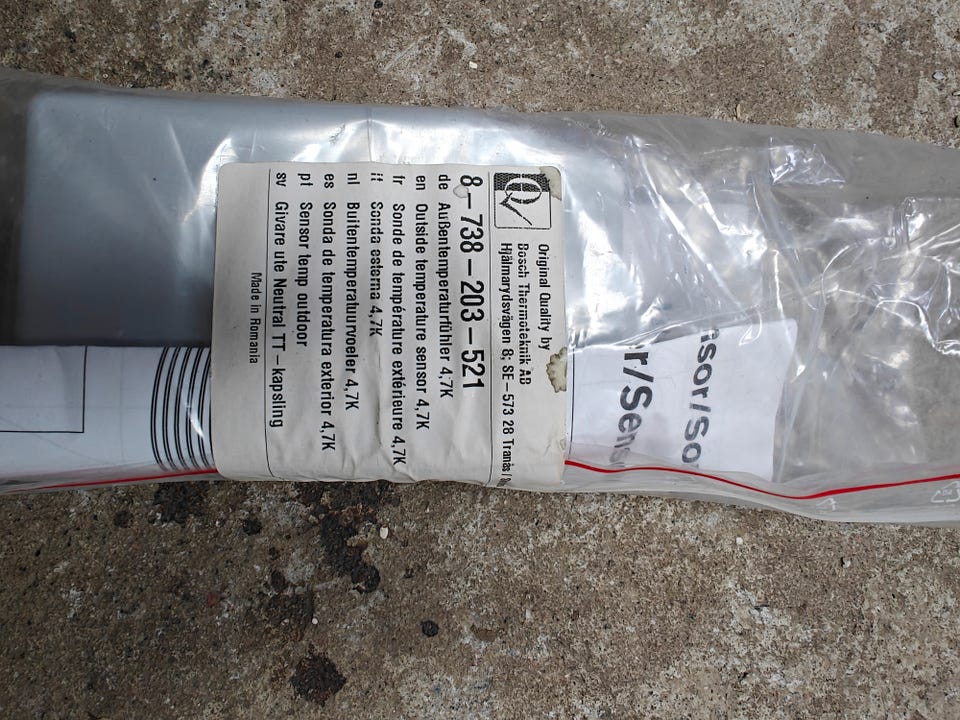 Original Quality by
Bosch Thermotechnik AB
Hjälmarydsvägen 8; SE–573 28 Tranås
8–738–203–521
de Außentemperaturfühler 4,7K
en Outside temperature sensor 4,7K
fr Sonde de température extérieure 4,7K
it Sonda esterna 4,7K
nl Buitentemperatuurvoeler 4,7K
es Sonda de temperatura exterior 4,7K
pt Sensor temp outdoor
sv Givare ute Neutral TT–kapsling
Made in Romania